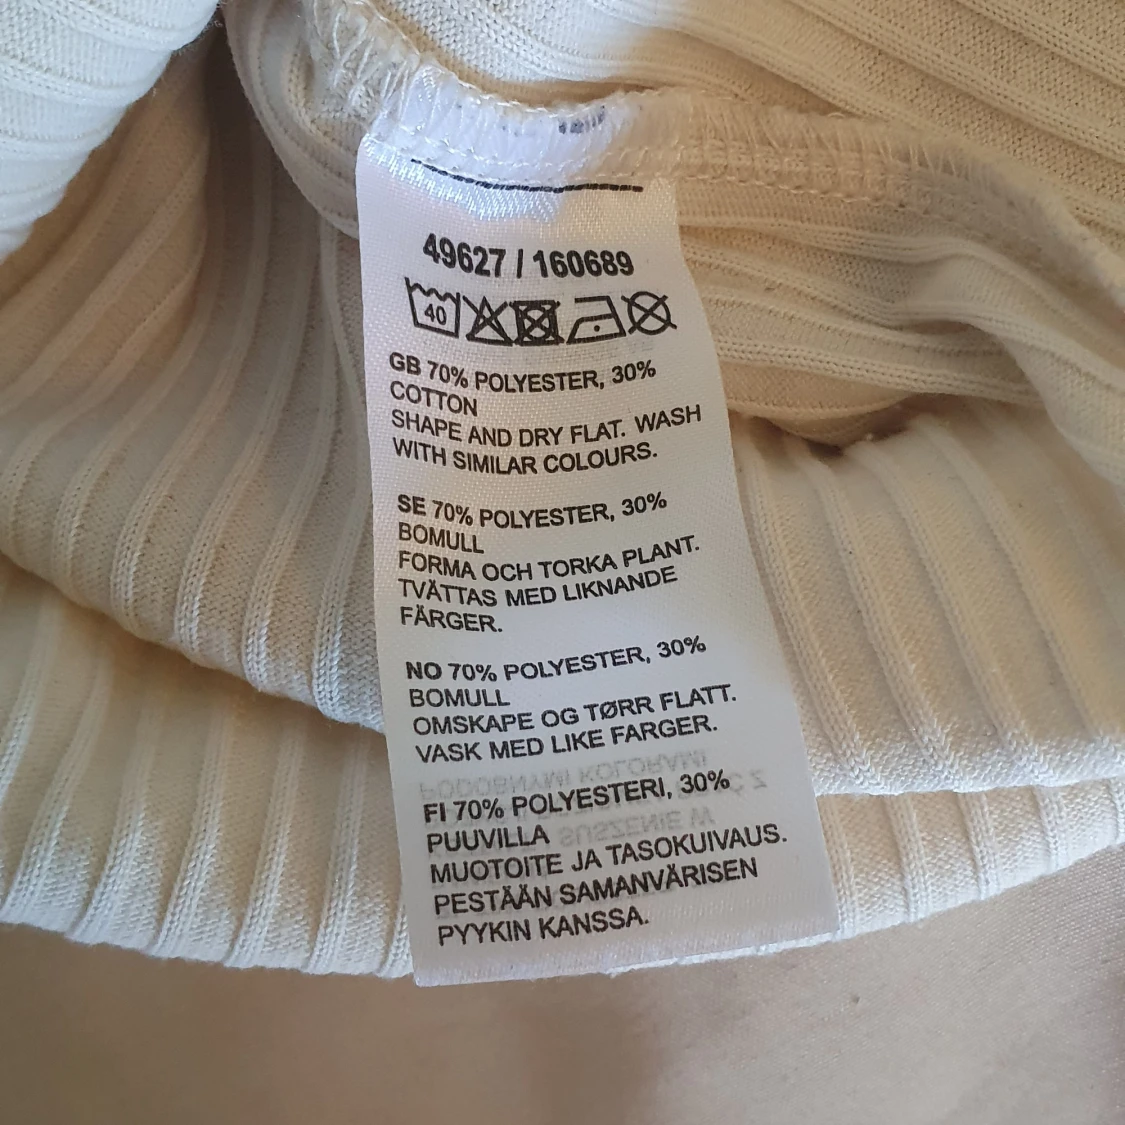 49627 / 160689
40
GB 70% POLYESTER, 30%
COTTON
SHAPE AND DRY FLAT. WASH
WITH SIMILAR COLOURS.
SE 70% POLYESTER, 30%
BOMULL
FORMA OCH TORKA PLANT.
TVÄTTAS MED LIKNANDE
FÄRGER.
NO 70% POLYESTER, 30%
BOMULL
OMSKAPE OG TØRR FLATT.
VASK MED LIKE FARGER.
FI 70% POLYESTERI, 30%
PUUVILLA
MUOTOITE JA TASOKUIVAUS.
PESTÄÄN SAMANVÄRISEN
PYYKIN KANSSA.